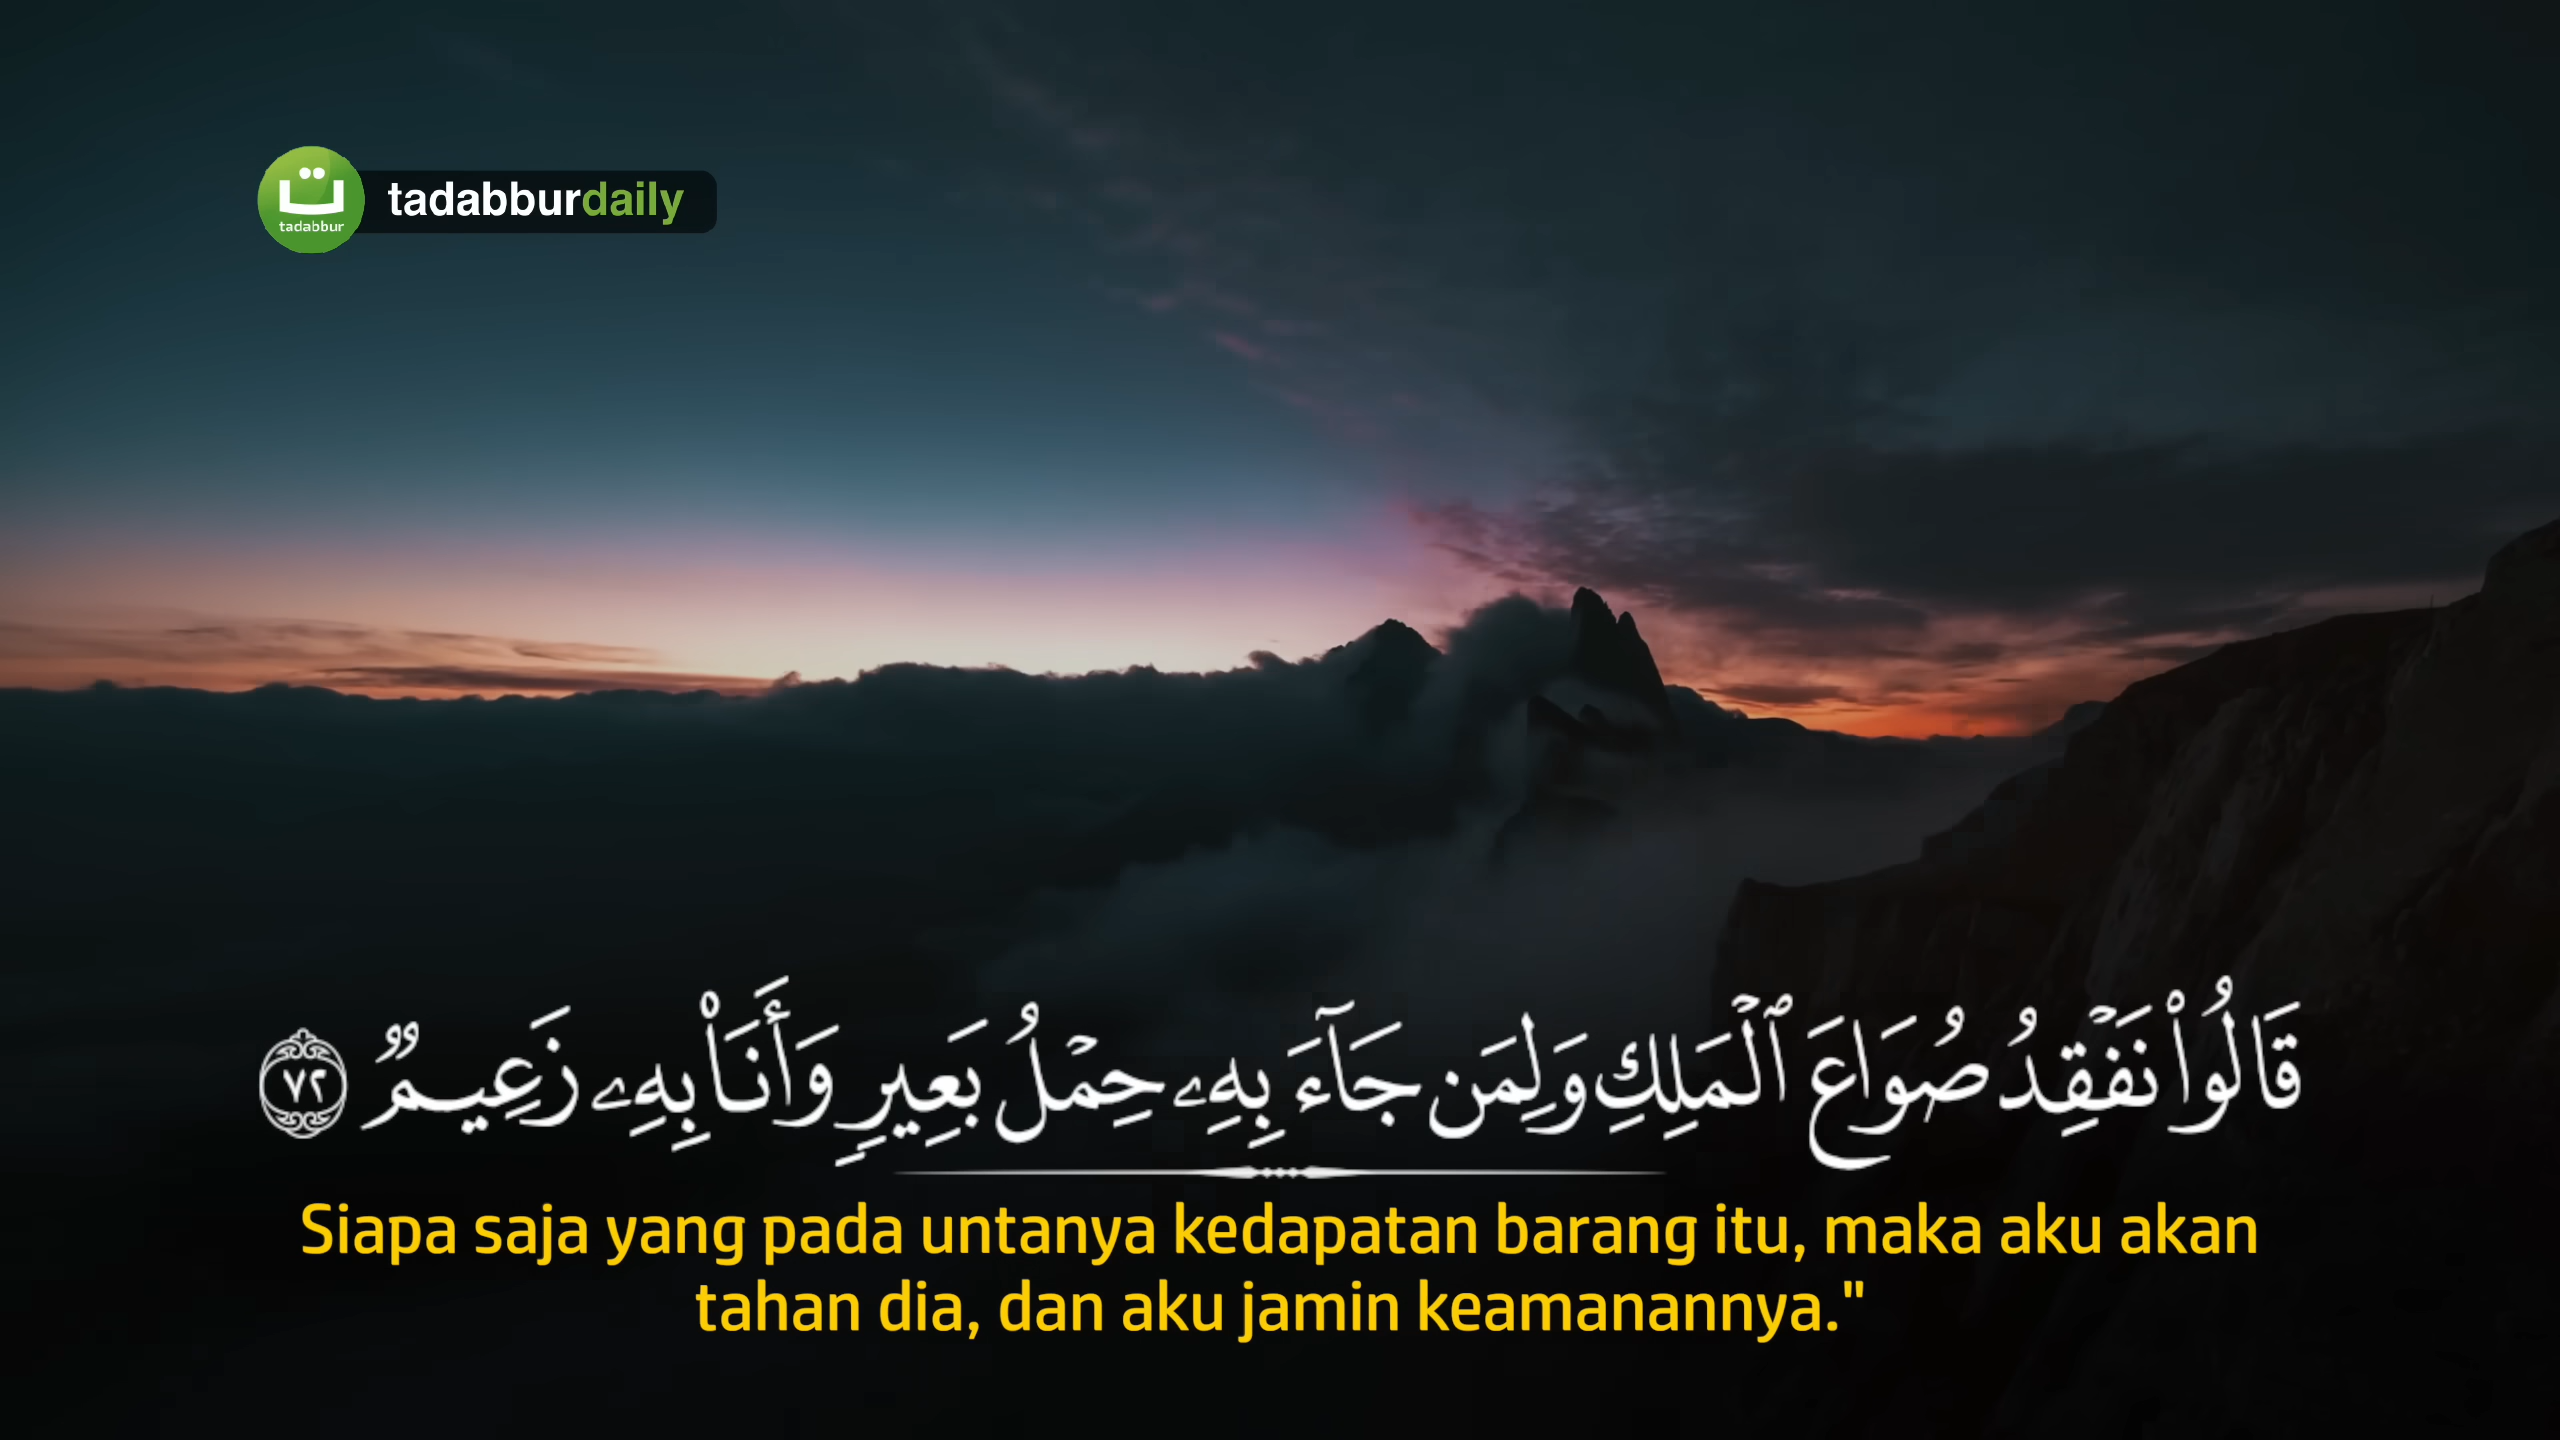 ت
tadabbur
tadabburdaily
قَالُوا۟ نَفْقِدُ صُوَاعَ ٱلْمَلِكِ وَلِمَن جَآءَ بِهِۦ حِمْلُ بَعِيرٍ وَأَنَا۠ بِهِۦ زَعِيمٌ ٧٢
Siapa saja yang pada untanya kedapatan barang itu, maka aku akan
tahan dia, dan aku jamin keamanannya."